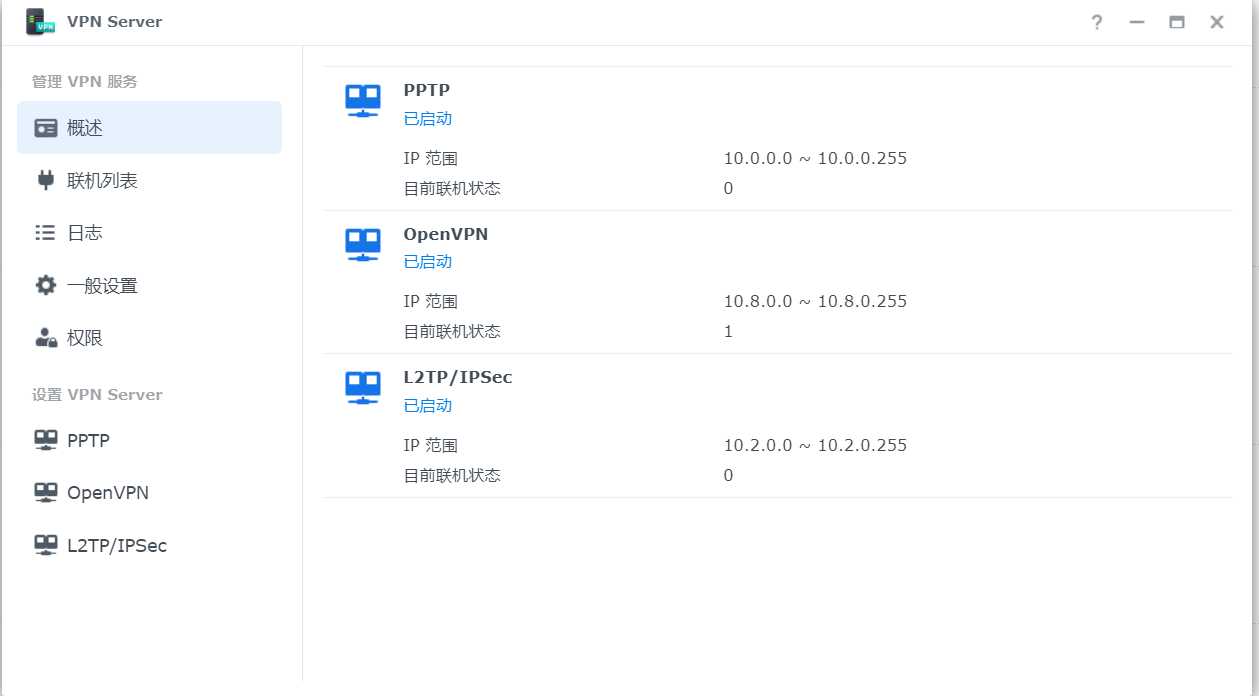 VPN Server
管理 VPN 服务
概述
联机列表
日志
一般设置
权限
设置 VPN Server
PPTP
OpenVPN
L2TP/IPSec
PPTP
已启动
IP 范围 10.0.0.0 ~ 10.0.0.255
目前联机状态 0
OpenVPN
已启动
IP 范围 10.8.0.0 ~ 10.8.0.255
目前联机状态 1
L2TP/IPSec
已启动
IP 范围 10.2.0.0 ~ 10.2.0.255
目前联机状态 0